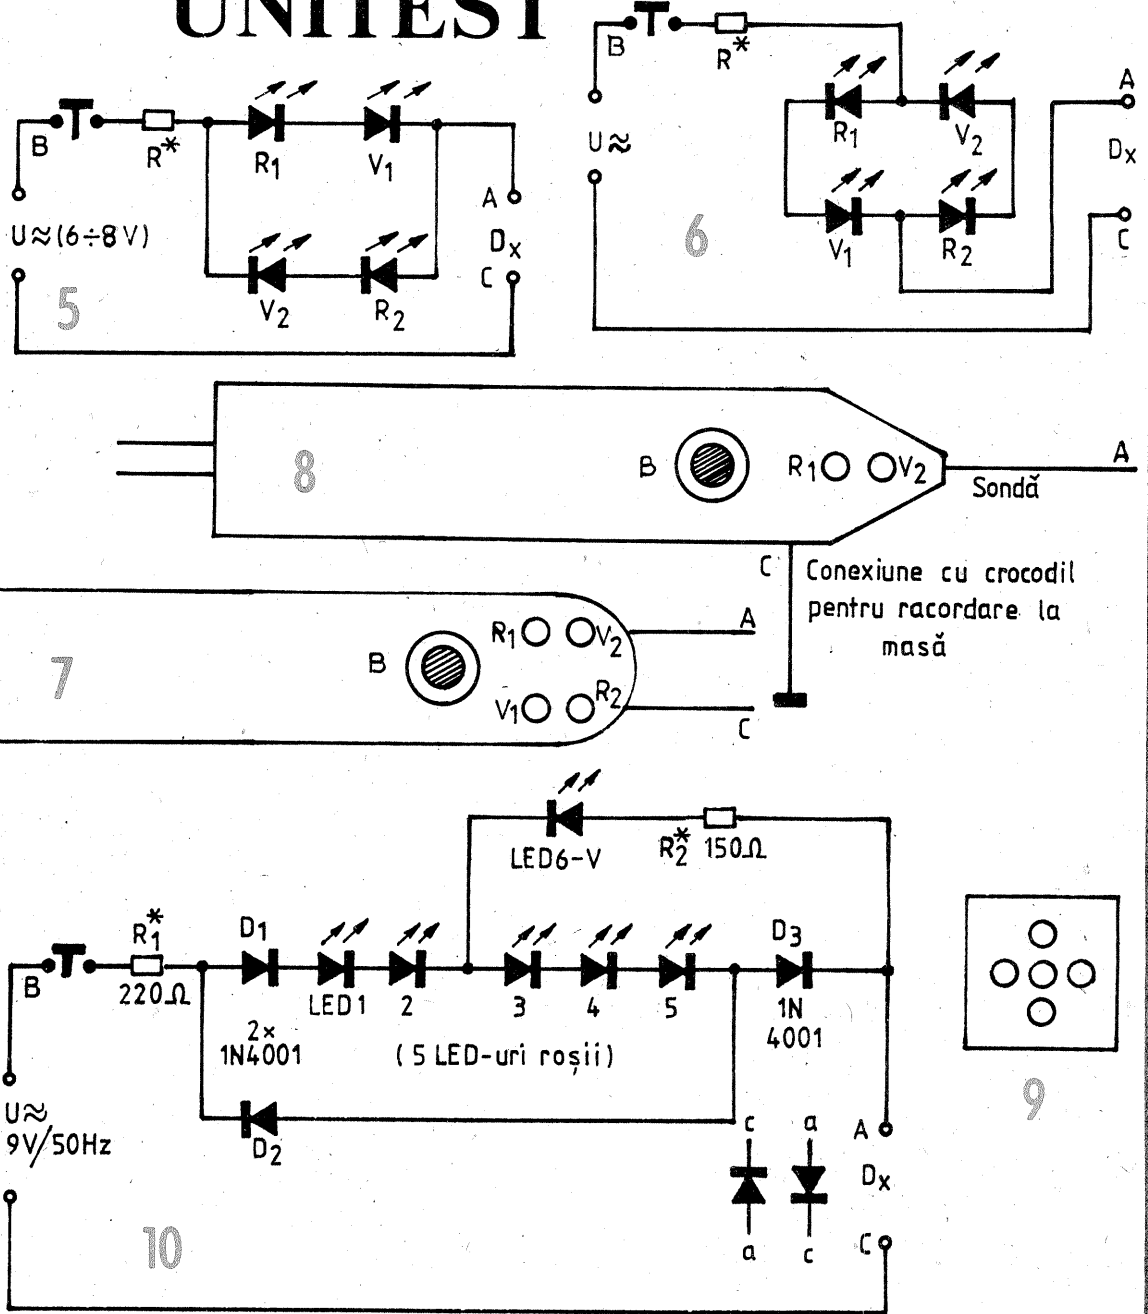 UNITEST
B
R*
R1
V1
A
U≈(6÷8V)
Dx
C
V2
R2
5
B
R*
A
R1
V2
U≈
Dx
6
V1
R2
C
8
B
R1
V2
A
Sondă
C
Conexiune cu crocodil
pentru racordare la
masă
7
B
R1
V2
A
V1
R2
C
LED6-V
R2* 150Ω
R1*
D1
D3
B
220Ω
LED1
2
3
4
5
1N
4001
2×
1N4001
(5 LED-uri roșii)
9
U≈
9V/50Hz
D2
c
a
A
Dx
a
c
C
10